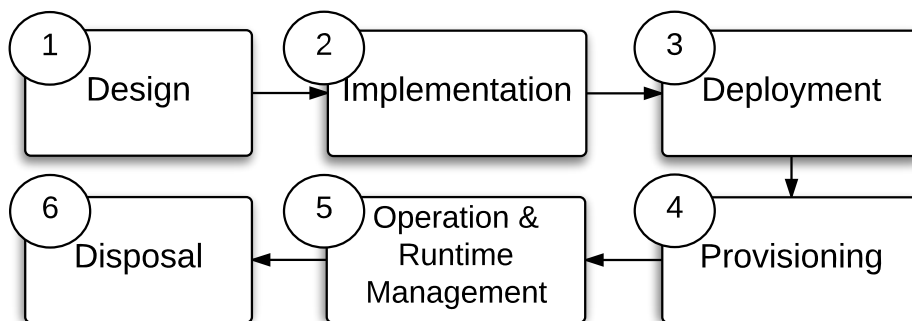 1
Design
2
Implementation
3
Deployment
4
Provisioning
5
Operation &
Runtime
Management
6
Disposal